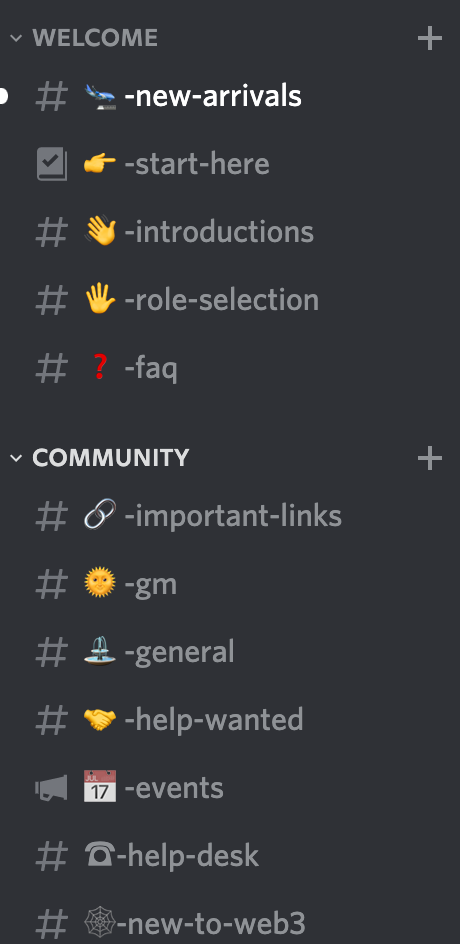 WELCOME
# 🛬-new-arrivals
👉-start-here
# 👋-introductions
# 🖐-role-selection
# ❓-faq
COMMUNITY
# 🔗-important-links
# 🌞-gm
# ⛲-general
# 🤝-help-wanted
📅-events
# ☎-help-desk
# 🕸-new-to-web3